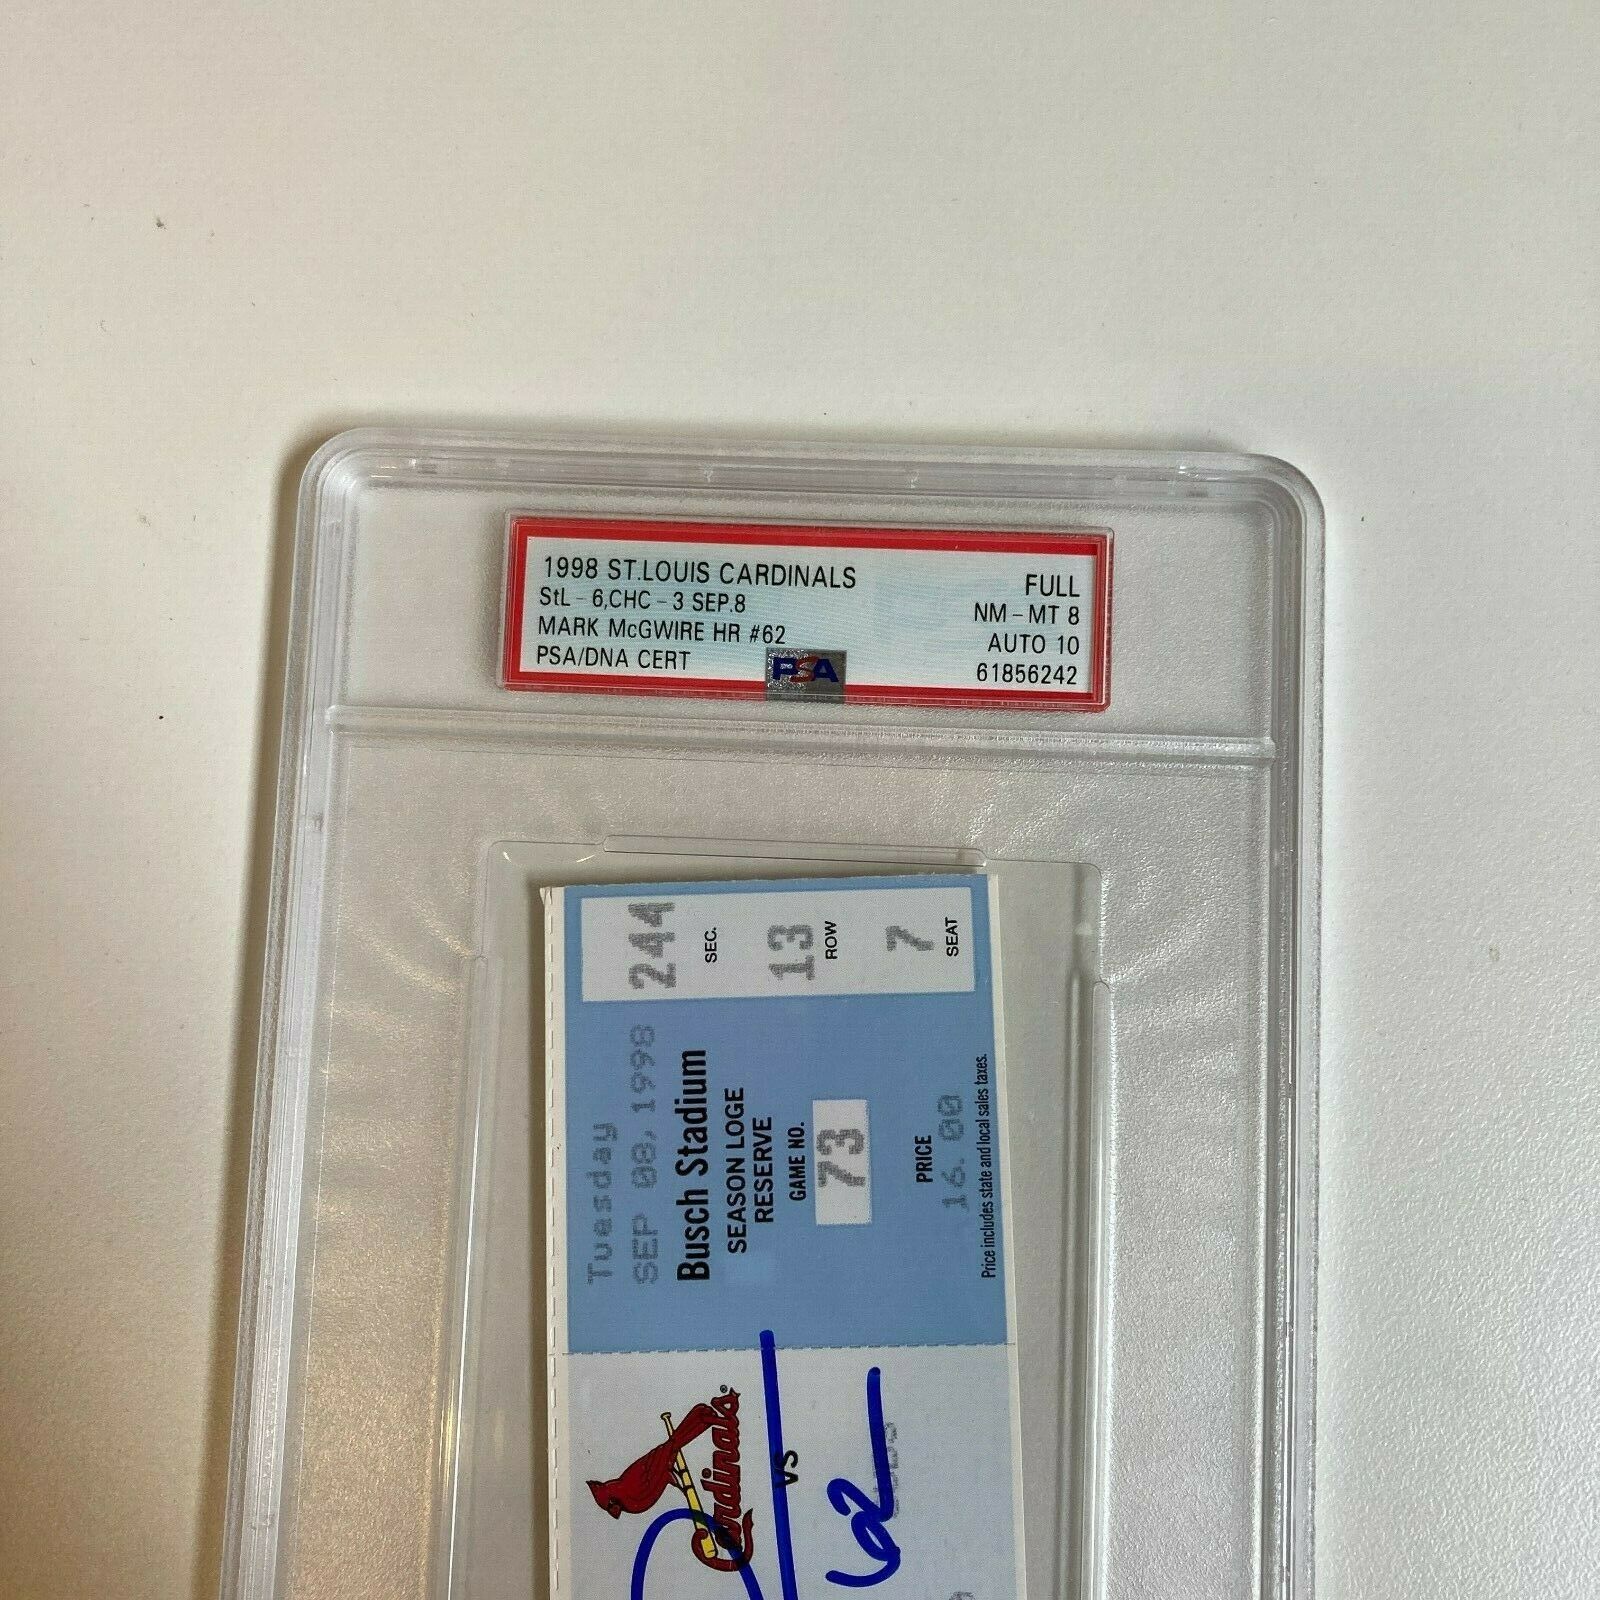 1998 ST.LOUIS CARDINALS FULL
StL - 6,CHC - 3 SEP.8 NM - MT 8
MARK McGWIRE HR #62 AUTO 10
PSA/DNA CERT PSA 61856242
244 SEC.
13 ROW
7 SEAT
Tuesday
SEP 08,1998
Busch Stadium
SEASON LOGE
RESERVE
GAME NO.
73
PRICE
16.00
Price includes state and local sales taxes.
Cardinals®
VS
62